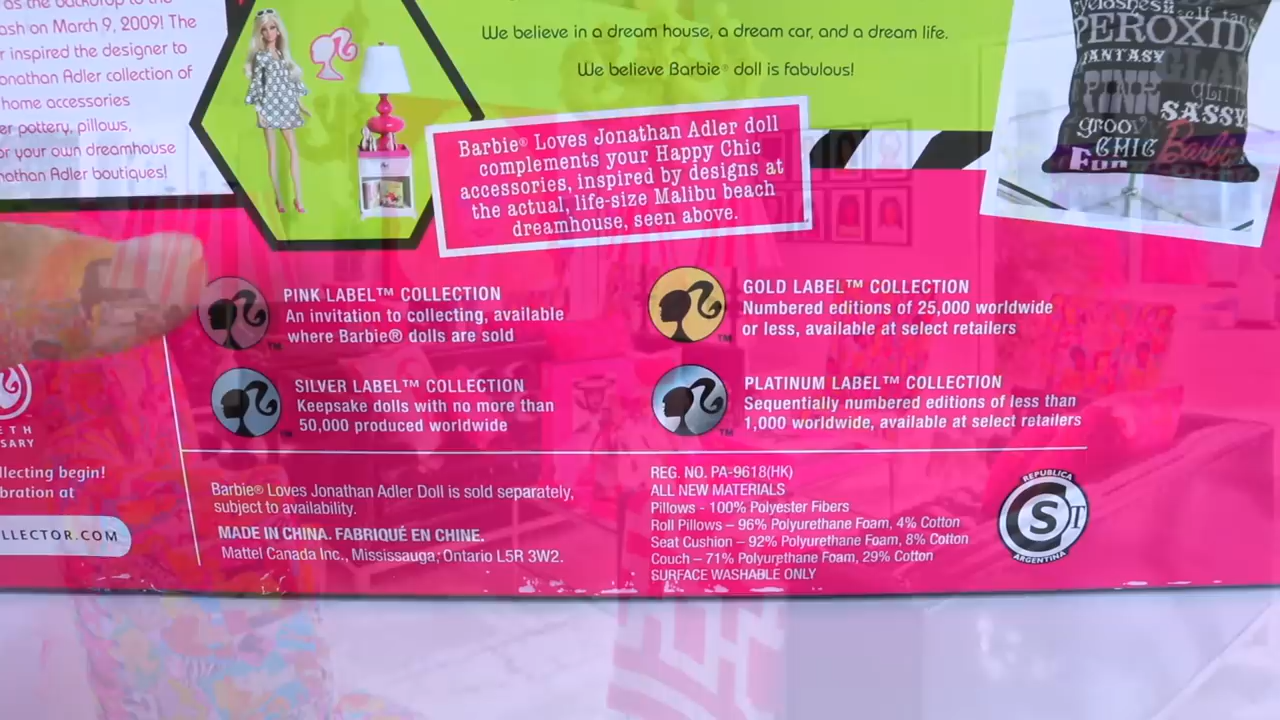 as the backdrop to the
ash on March 9, 2009! The
r inspired the designer to
onathan Adler collection of
home accessories
er pottery, pillows,
or your own dreamhouse
nathan Adler boutiques!
We believe in a dream house, a dream car, and a dream life.
We believe Barbie® doll is fabulous!
Barbie® Loves Jonathan Adler doll
complements your Happy Chic
accessories, inspired by designs at
the actual, life-size Malibu beach
dreamhouse, seen above.
eyelashes self tan
PEROXID
FANTASY
GLAM
PINK
GLITT
SASSY
groov
CHIC
Barbie
Fun
PINK LABEL™ COLLECTION
An invitation to collecting, available
where Barbie® dolls are sold
GOLD LABEL™ COLLECTION
Numbered editions of 25,000 worldwide
or less, available at select retailers
SILVER LABEL™ COLLECTION
Keepsake dolls with no more than
50,000 produced worldwide
PLATINUM LABEL™ COLLECTION
Sequentially numbered editions of less than
1,000 worldwide, available at select retailers
ETH
SARY
llecting begin!
bration at
LLECTOR.COM
Barbie® Loves Jonathan Adler Doll is sold separately,
subject to availability.
MADE IN CHINA. FABRIQUÉ EN CHINE.
Mattel Canada Inc., Mississauga, Ontario L5R 3W2.
REG. NO. PA-9618(HK)
ALL NEW MATERIALS
Pillows - 100% Polyester Fibers
Roll Pillows – 96% Polyurethane Foam, 4% Cotton
Seat Cushion – 92% Polyurethane Foam, 8% Cotton
Couch – 71% Polyurethane Foam, 29% Cotton
SURFACE WASHABLE ONLY
REPUBLICA
S T
ARGENTINA